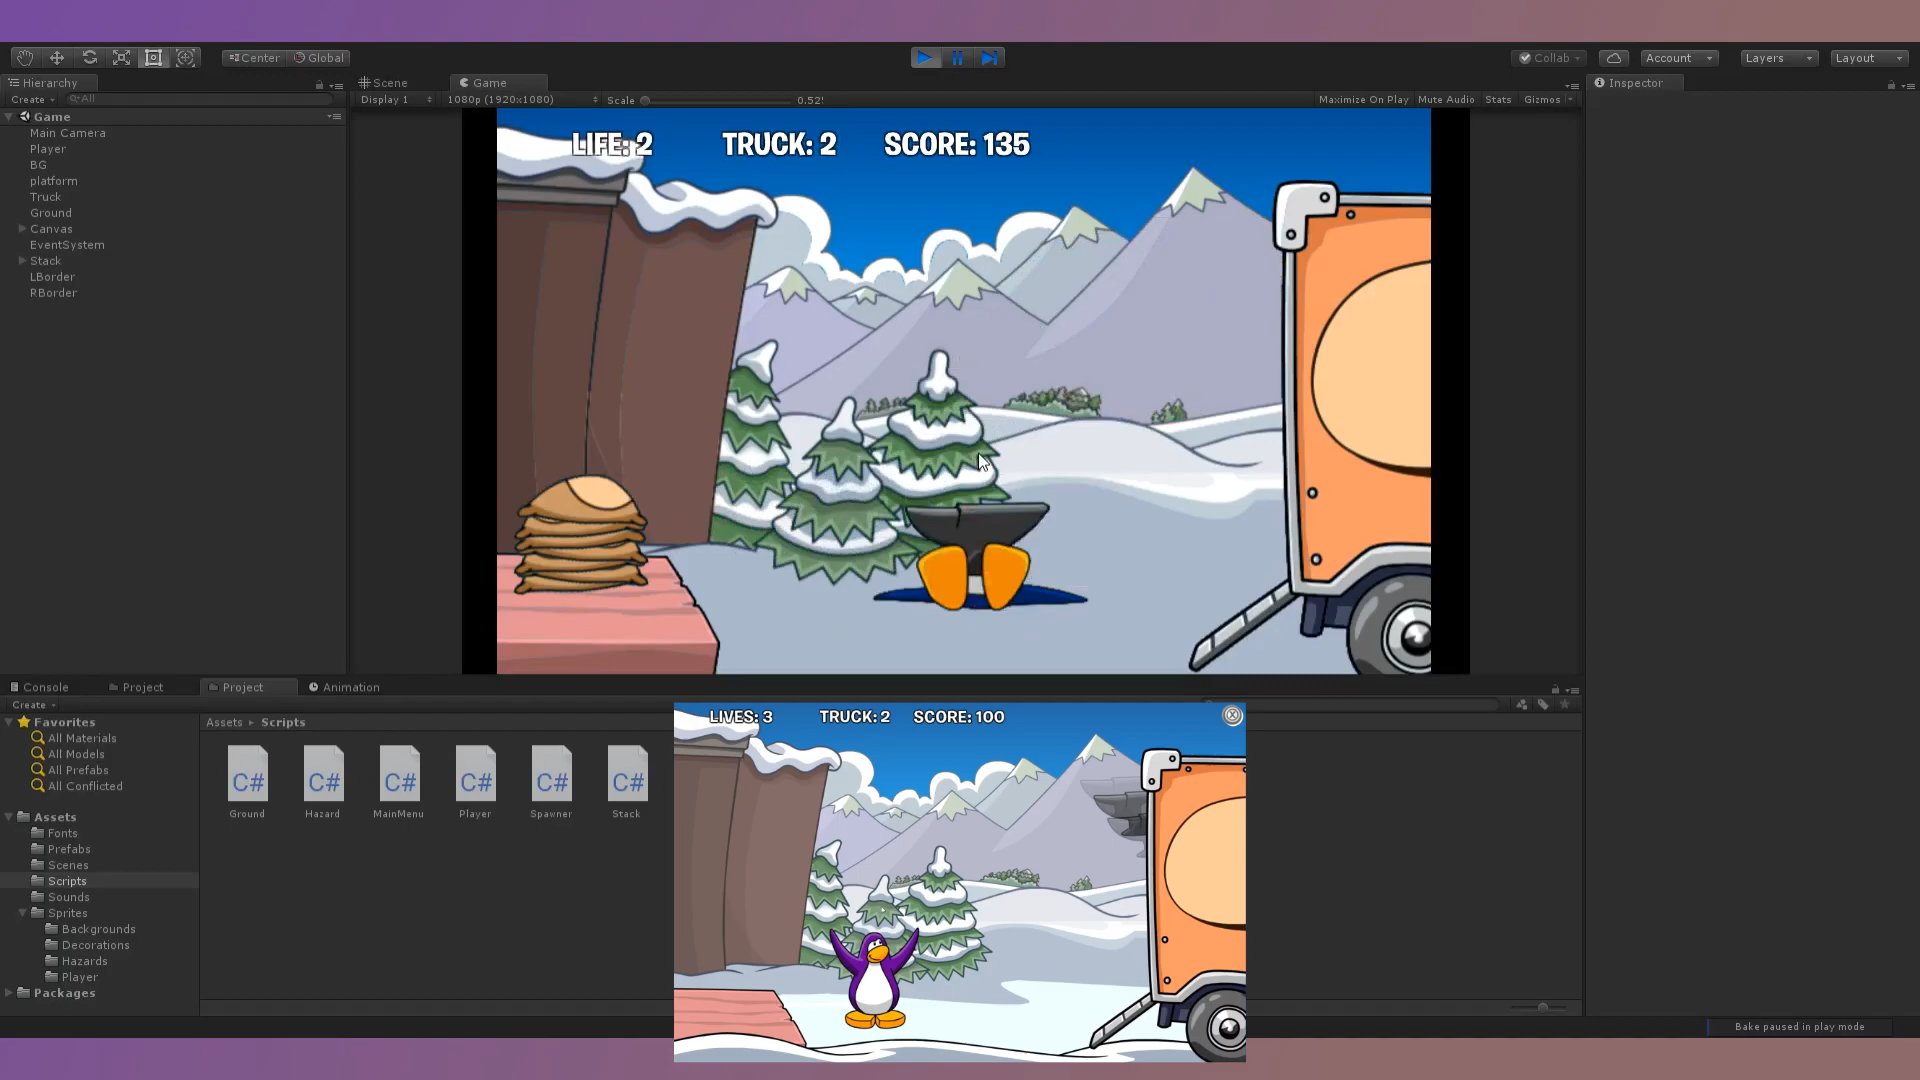 Center Global
Collab Account Layers Layout
Hierarchy
Create All
Game
Main Camera
Player
BG
platform
Truck
Ground
Canvas
EventSystem
Stack
LBorder
RBorder
Scene Game
Display 1 1080p (1920x1080) Scale 0.52: Maximize On Play Mute Audio Stats Gizmos
LIFE: 2 TRUCK: 2 SCORE: 135
Inspector
Console Project Project Animation
Create
Favorites
All Materials
All Models
All Prefabs
All Conflicted
Assets
Fonts
Prefabs
Scenes
Scripts
Sounds
Sprites
Backgrounds
Decorations
Hazards
Player
Packages
Assets ▸ Scripts
C# C# C# C# C# C#
Ground Hazard MainMenu Player Spawner Stack
LIVES: 3 TRUCK: 2 SCORE: 100
Bake paused in play mode